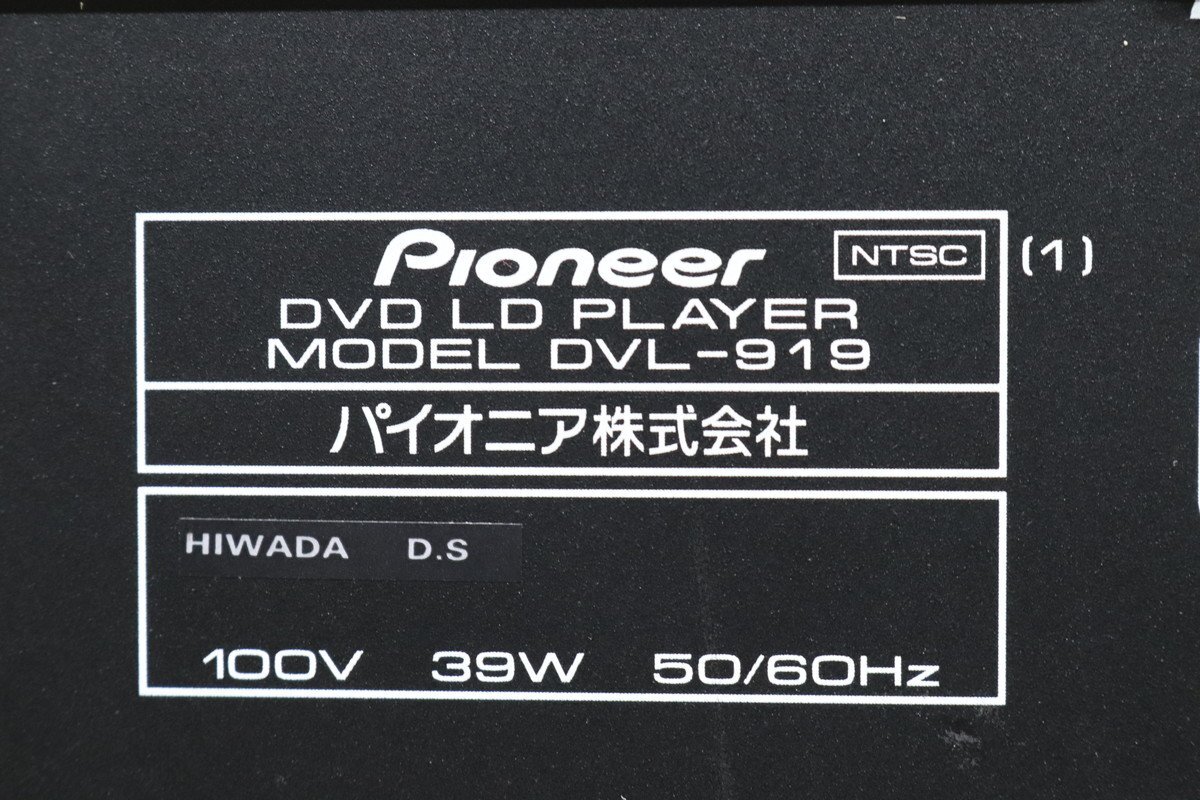 Pioneer NTSC (1)
DVD LD PLAYER
MODEL DVL-919
パイオニア株式会社
HIWADA D.S
100V 39W 50/60Hz